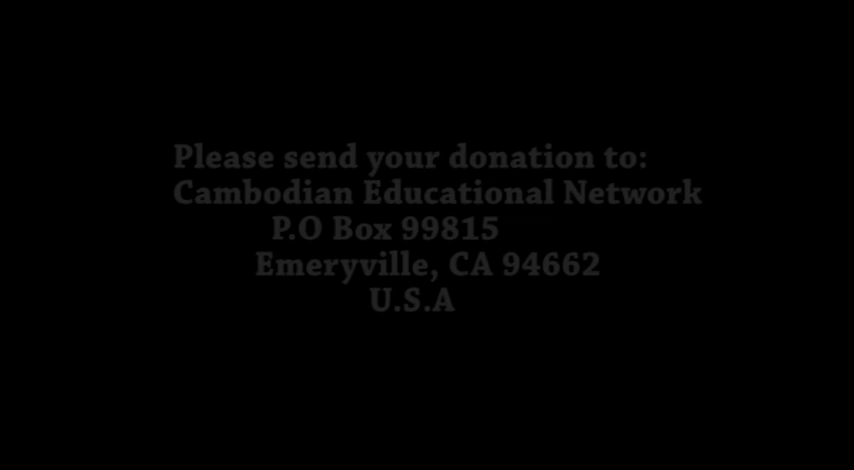 Please send your donation to:
Cambodian Educational Network
P.O Box 99815
Emeryville, CA 94662
U.S.A